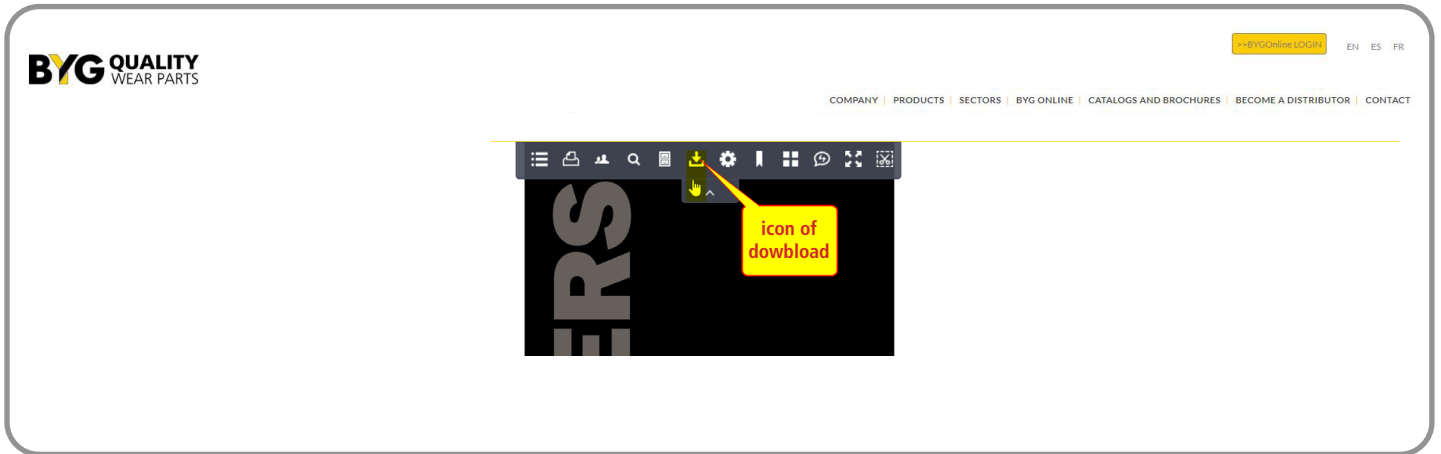 >>BYGOnline LOGIN
EN ES FR
BYG QUALITY
WEAR PARTS
COMPANY | PRODUCTS | SECTORS | BYG ONLINE | CATALOGS AND BROCHURES | BECOME A DISTRIBUTOR | CONTACT
icon of
dowbload
ERS